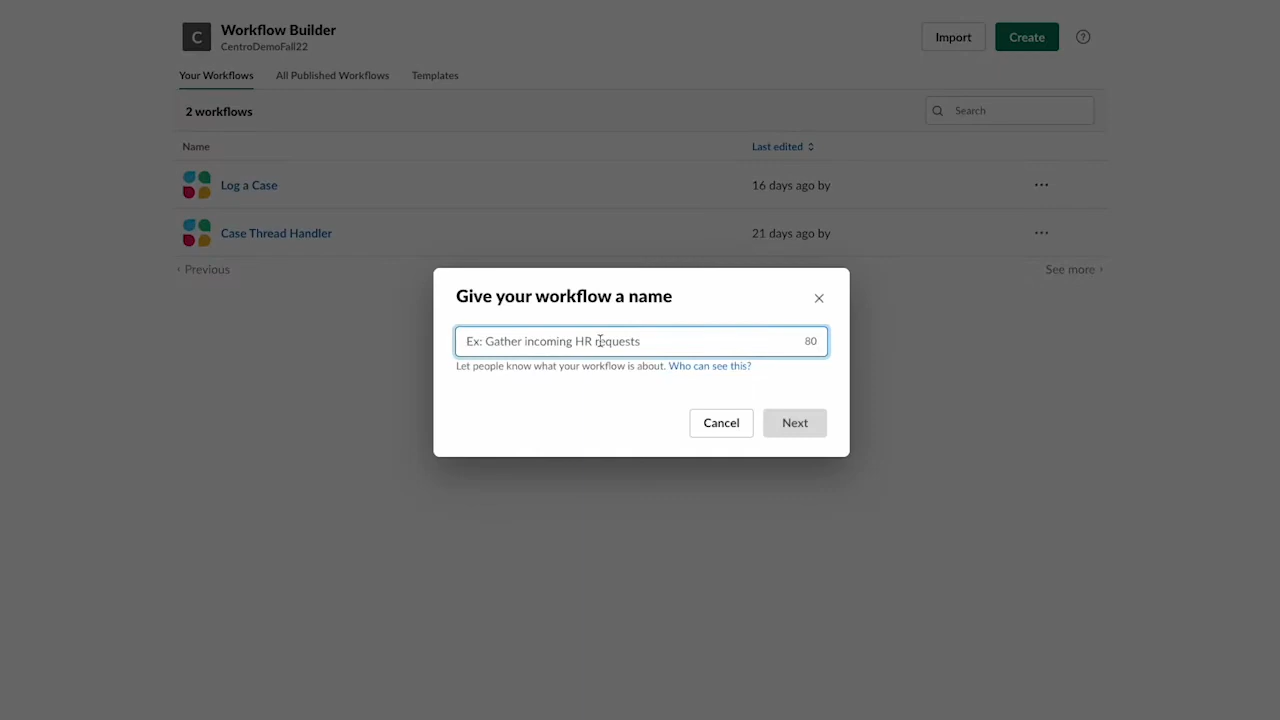 C
Workflow Builder
CentroDemoFall22
Import
Create
?
Your Workflows
All Published Workflows
Templates
2 workflows
Search
Name
Last edited
Log a Case
16 days ago by
Case Thread Handler
21 days ago by
Previous
See more
Give your workflow a name
Ex: Gather incoming HR requests
80
Let people know what your workflow is about. Who can see this?
Cancel
Next